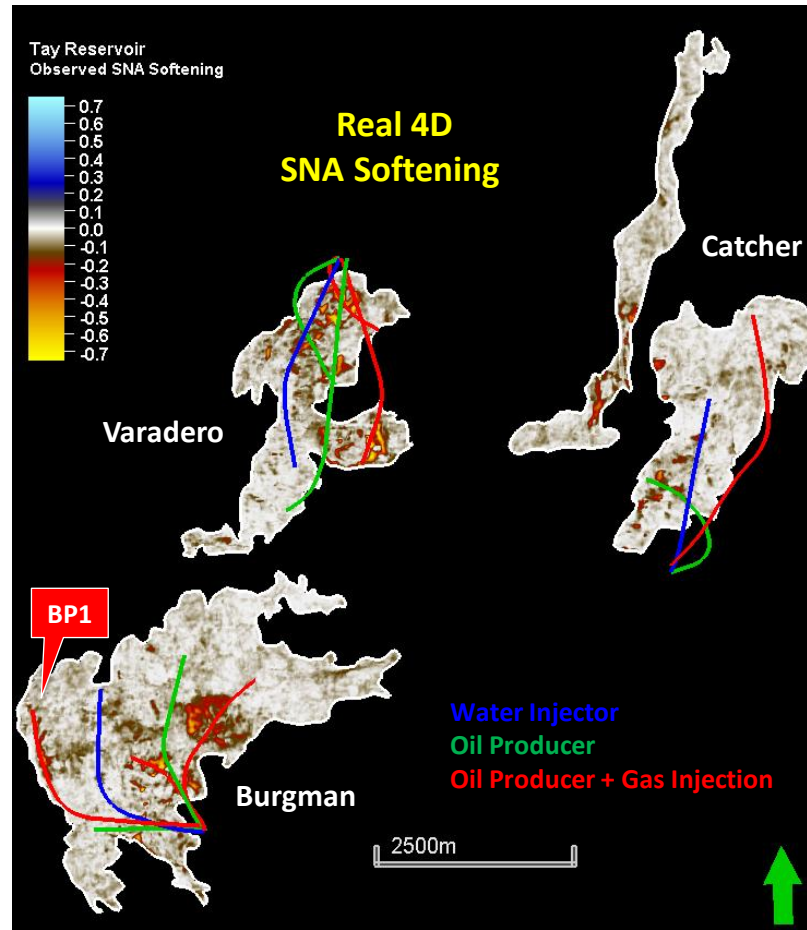 Tay Reservoir
Observed SNA Softening
0.7
0.6
0.5
0.4
0.3
0.2
0.1
0.0
-0.1
-0.2
-0.3
-0.4
-0.5
-0.6
-0.7
Real 4D
SNA Softening
Catcher
Varadero
BP1
Burgman
Water Injector
Oil Producer
Oil Producer + Gas Injection
2500m